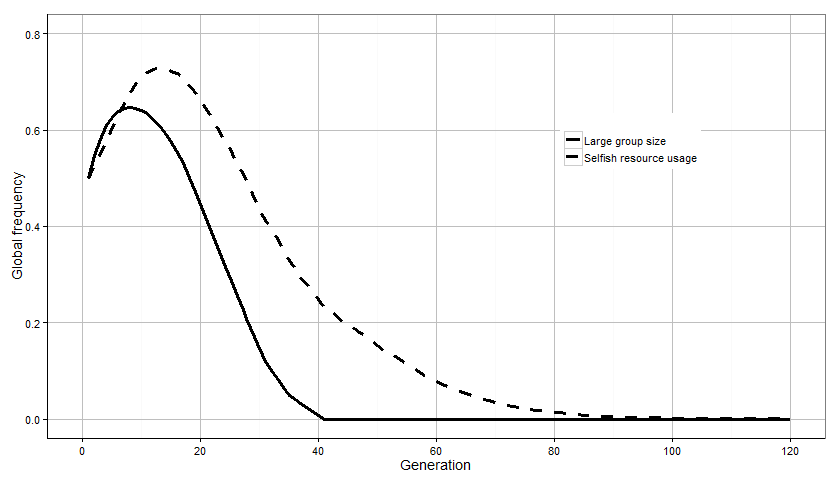 0.8
0.6
0.4
0.2
0.0
Global frequency
Large group size
Selfish resource usage
0 20 40 60 80 100 120
Generation